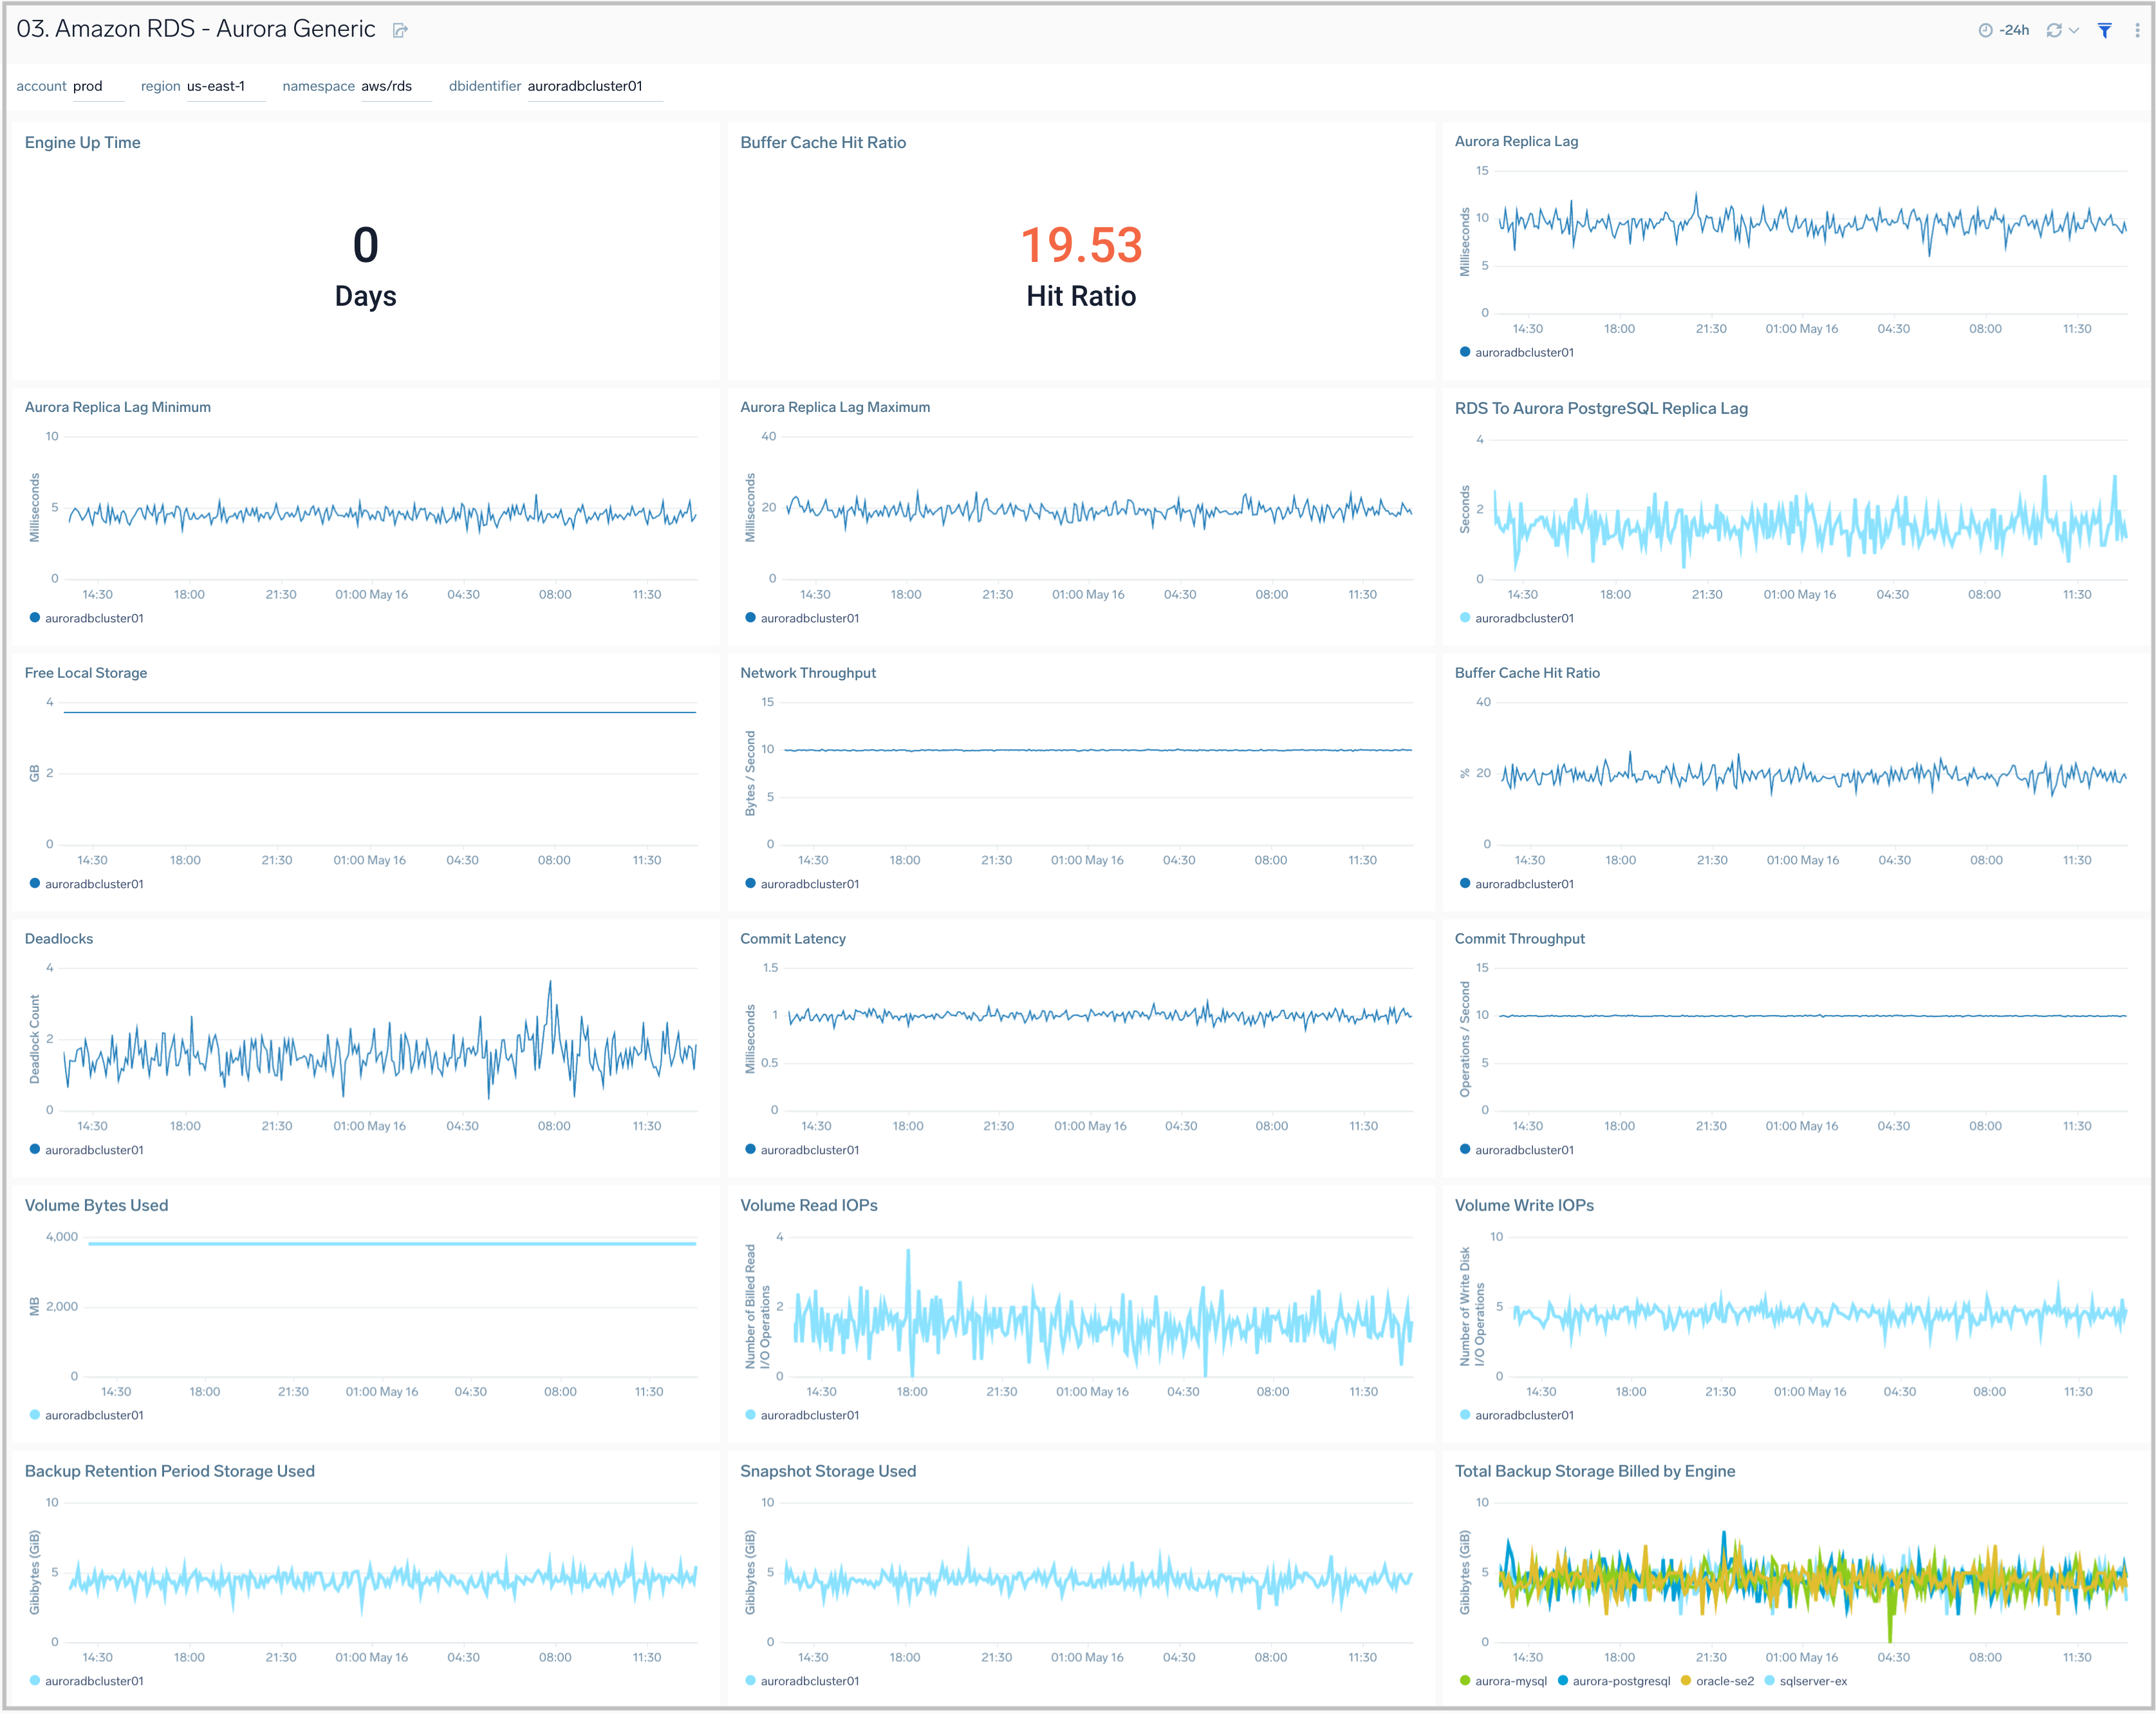 03. Amazon RDS - Aurora Generic
-24h
account prod region us-east-1 namespace aws/rds dbidentifier auroradbcluster01
Engine Up Time
0
Days
Buffer Cache Hit Ratio
19.53
Hit Ratio
Aurora Replica Lag
Milliseconds
15
10
5
0
14:30 18:00 21:30 01:00 May 16 04:30 08:00 11:30
auroradbcluster01
Aurora Replica Lag Minimum
Milliseconds
10
5
0
14:30 18:00 21:30 01:00 May 16 04:30 08:00 11:30
auroradbcluster01
Aurora Replica Lag Maximum
Milliseconds
40
20
0
14:30 18:00 21:30 01:00 May 16 04:30 08:00 11:30
auroradbcluster01
RDS To Aurora PostgreSQL Replica Lag
Seconds
4
2
0
14:30 18:00 21:30 01:00 May 16 04:30 08:00 11:30
auroradbcluster01
Free Local Storage
GB
4
2
0
14:30 18:00 21:30 01:00 May 16 04:30 08:00 11:30
auroradbcluster01
Network Throughput
Bytes / Second
15
10
5
0
14:30 18:00 21:30 01:00 May 16 04:30 08:00 11:30
auroradbcluster01
Buffer Cache Hit Ratio
%
40
20
0
14:30 18:00 21:30 01:00 May 16 04:30 08:00 11:30
auroradbcluster01
Deadlocks
Deadlock Count
4
2
0
14:30 18:00 21:30 01:00 May 16 04:30 08:00 11:30
auroradbcluster01
Commit Latency
Milliseconds
1.5
1
0.5
0
14:30 18:00 21:30 01:00 May 16 04:30 08:00 11:30
auroradbcluster01
Commit Throughput
Operations / Second
15
10
5
0
14:30 18:00 21:30 01:00 May 16 04:30 08:00 11:30
auroradbcluster01
Volume Bytes Used
MB
4,000
2,000
0
14:30 18:00 21:30 01:00 May 16 04:30 08:00 11:30
auroradbcluster01
Volume Read IOPs
Number of Billed Read
I/O Operations
4
2
0
14:30 18:00 21:30 01:00 May 16 04:30 08:00 11:30
auroradbcluster01
Volume Write IOPs
Number of Write Disk
I/O Operations
10
5
0
14:30 18:00 21:30 01:00 May 16 04:30 08:00 11:30
auroradbcluster01
Backup Retention Period Storage Used
Gibibytes (GiB)
10
5
0
14:30 18:00 21:30 01:00 May 16 04:30 08:00 11:30
auroradbcluster01
Snapshot Storage Used
Gibibytes (GiB)
10
5
0
14:30 18:00 21:30 01:00 May 16 04:30 08:00 11:30
auroradbcluster01
Total Backup Storage Billed by Engine
Gibibytes (GiB)
10
5
0
14:30 18:00 21:30 01:00 May 16 04:30 08:00 11:30
aurora-mysql aurora-postgresql oracle-se2 sqlserver-ex